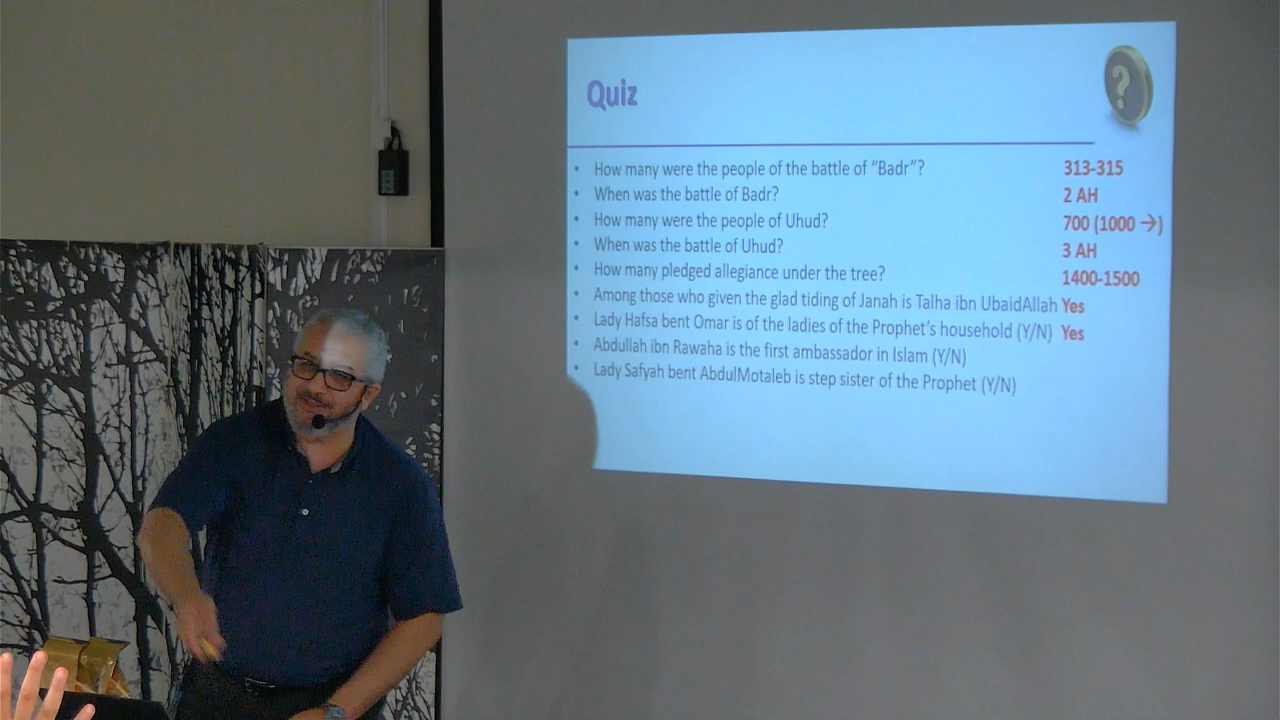 Quiz
• How many were the people of the battle of “Badr”? 313-315
• When was the battle of Badr? 2 AH
• How many were the people of Uhud? 700 (1000 →)
• When was the battle of Uhud? 3 AH
• How many pledged allegiance under the tree? 1400-1500
• Among those who given the glad tiding of Janah is Talha ibn UbaidAllah Yes
• Lady Hafsa bent Omar is of the ladies of the Prophet’s household (Y/N) Yes
• Abdullah ibn Rawaha is the first ambassador in Islam (Y/N)
• Lady Safyah bent AbdulMotaleb is step sister of the Prophet (Y/N)